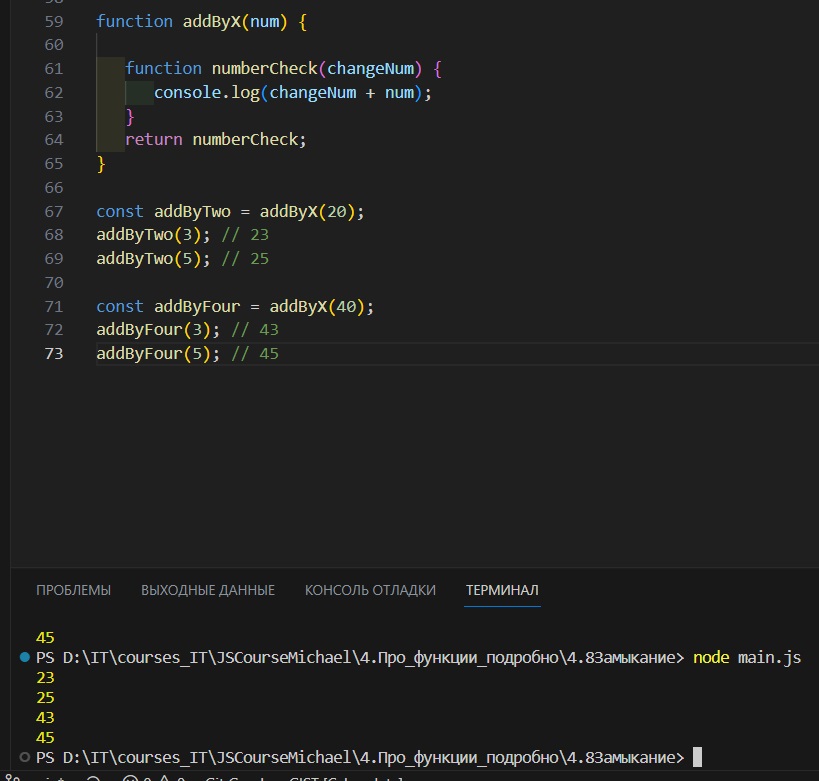 59 function addByX(num) {
60
61 function numberCheck(changeNum) {
62 console.log(changeNum + num);
63 }
64 return numberCheck;
65 }
66
67 const addByTwo = addByX(20);
68 addByTwo(3); // 23
69 addByTwo(5); // 25
70
71 const addByFour = addByX(40);
72 addByFour(3); // 43
73 addByFour(5); // 45
ПРОБЛЕМЫ ВЫХОДНЫЕ ДАННЫЕ КОНСОЛЬ ОТЛАДКИ ТЕРМИНАЛ
45
PS D:\IT\courses_IT\JSCourseMichael\4.Про_функции_подробно\4.8Замыкание> node main.js
23
25
43
45
PS D:\IT\courses_IT\JSCourseMichael\4.Про_функции_подробно\4.8Замыкание>